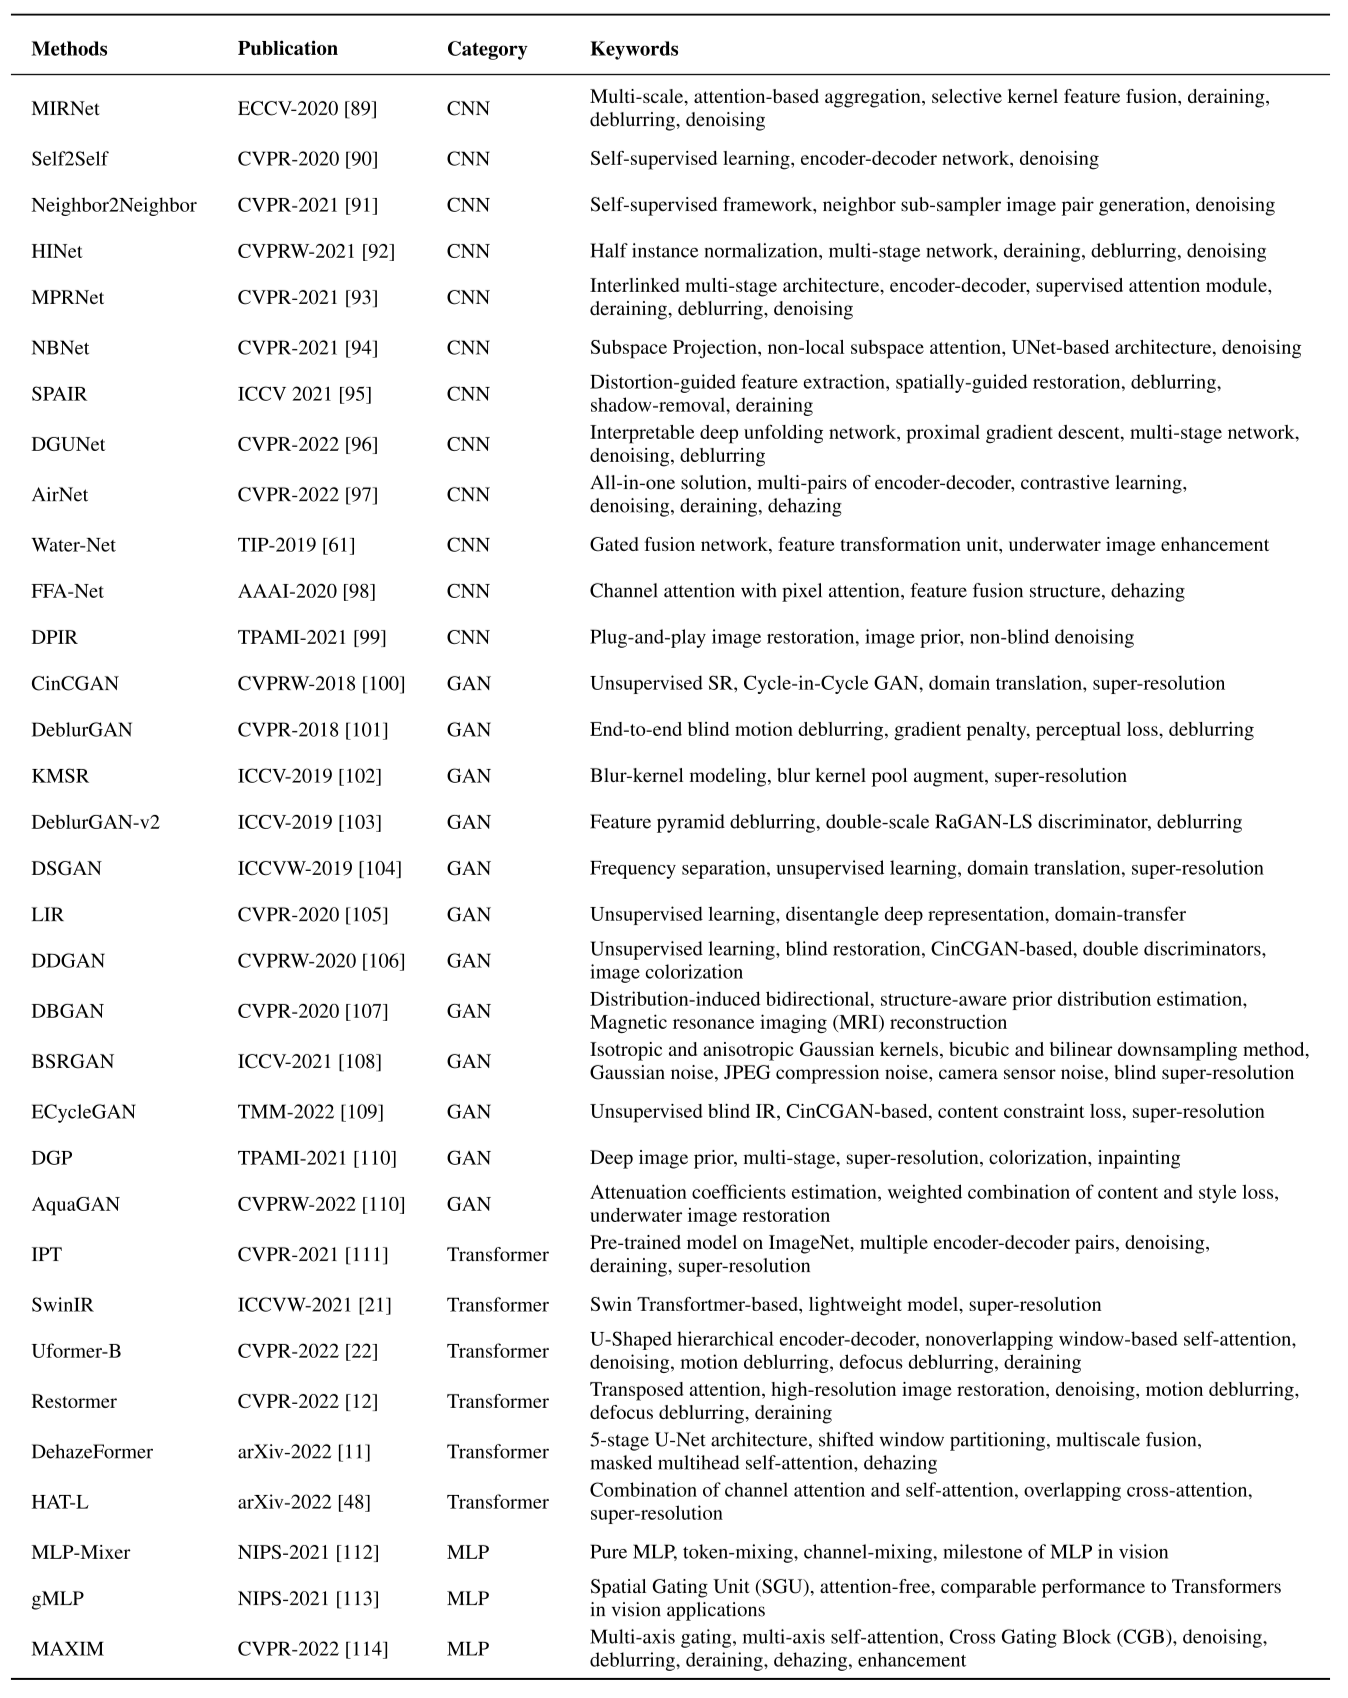 Methods Publication Category Keywords
MIRNet ECCV-2020 [89] CNN Multi-scale, attention-based aggregation, selective kernel feature fusion, deraining,
deblurring, denoising
Self2Self CVPR-2020 [90] CNN Self-supervised learning, encoder-decoder network, denoising
Neighbor2Neighbor CVPR-2021 [91] CNN Self-supervised framework, neighbor sub-sampler image pair generation, denoising
HINet CVPRW-2021 [92] CNN Half instance normalization, multi-stage network, deraining, deblurring, denoising
MPRNet CVPR-2021 [93] CNN Interlinked multi-stage architecture, encoder-decoder, supervised attention module,
deraining, deblurring, denoising
NBNet CVPR-2021 [94] CNN Subspace Projection, non-local subspace attention, UNet-based architecture, denoising
SPAIR ICCV 2021 [95] CNN Distortion-guided feature extraction, spatially-guided restoration, deblurring,
shadow-removal, deraining
DGUNet CVPR-2022 [96] CNN Interpretable deep unfolding network, proximal gradient descent, multi-stage network,
denoising, deblurring
AirNet CVPR-2022 [97] CNN All-in-one solution, multi-pairs of encoder-decoder, contrastive learning,
denoising, deraining, dehazing
Water-Net TIP-2019 [61] CNN Gated fusion network, feature transformation unit, underwater image enhancement
FFA-Net AAAI-2020 [98] CNN Channel attention with pixel attention, feature fusion structure, dehazing
DPIR TPAMI-2021 [99] CNN Plug-and-play image restoration, image prior, non-blind denoising
CinCGAN CVPRW-2018 [100] GAN Unsupervised SR, Cycle-in-Cycle GAN, domain translation, super-resolution
DeblurGAN CVPR-2018 [101] GAN End-to-end blind motion deblurring, gradient penalty, perceptual loss, deblurring
KMSR ICCV-2019 [102] GAN Blur-kernel modeling, blur kernel pool augment, super-resolution
DeblurGAN-v2 ICCV-2019 [103] GAN Feature pyramid deblurring, double-scale RaGAN-LS discriminator, deblurring
DSGAN ICCVW-2019 [104] GAN Frequency separation, unsupervised learning, domain translation, super-resolution
LIR CVPR-2020 [105] GAN Unsupervised learning, disentangle deep representation, domain-transfer
DDGAN CVPRW-2020 [106] GAN Unsupervised learning, blind restoration, CinCGAN-based, double discriminators,
image colorization
DBGAN CVPR-2020 [107] GAN Distribution-induced bidirectional, structure-aware prior distribution estimation,
Magnetic resonance imaging (MRI) reconstruction
BSRGAN ICCV-2021 [108] GAN Isotropic and anisotropic Gaussian kernels, bicubic and bilinear downsampling method,
Gaussian noise, JPEG compression noise, camera sensor noise, blind super-resolution
ECycleGAN TMM-2022 [109] GAN Unsupervised blind IR, CinCGAN-based, content constraint loss, super-resolution
DGP TPAMI-2021 [110] GAN Deep image prior, multi-stage, super-resolution, colorization, inpainting
AquaGAN CVPRW-2022 [110] GAN Attenuation coefficients estimation, weighted combination of content and style loss,
underwater image restoration
IPT CVPR-2021 [111] Transformer Pre-trained model on ImageNet, multiple encoder-decoder pairs, denoising,
deraining, super-resolution
SwinIR ICCVW-2021 [21] Transformer Swin Transfortmer-based, lightweight model, super-resolution
Uformer-B CVPR-2022 [22] Transformer U-Shaped hierarchical encoder-decoder, nonoverlapping window-based self-attention,
denoising, motion deblurring, defocus deblurring, deraining
Restormer CVPR-2022 [12] Transformer Transposed attention, high-resolution image restoration, denoising, motion deblurring,
defocus deblurring, deraining
DehazeFormer arXiv-2022 [11] Transformer 5-stage U-Net architecture, shifted window partitioning, multiscale fusion,
masked multihead self-attention, dehazing
HAT-L arXiv-2022 [48] Transformer Combination of channel attention and self-attention, overlapping cross-attention,
super-resolution
MLP-Mixer NIPS-2021 [112] MLP Pure MLP, token-mixing, channel-mixing, milestone of MLP in vision
gMLP NIPS-2021 [113] MLP Spatial Gating Unit (SGU), attention-free, comparable performance to Transformers
in vision applications
MAXIM CVPR-2022 [114] MLP Multi-axis gating, multi-axis self-attention, Cross Gating Block (CGB), denoising,
deblurring, deraining, dehazing, enhancement